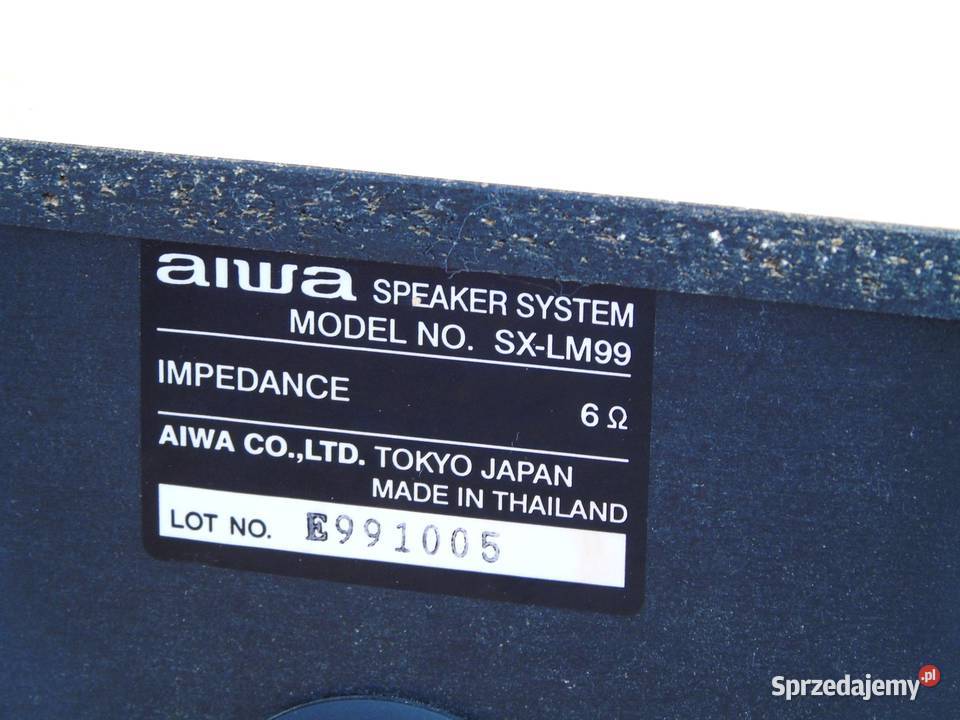 aiwa SPEAKER SYSTEM
MODEL NO. SX-LM99
IMPEDANCE 6 Ω
AIWA CO.,LTD. TOKYO JAPAN
MADE IN THAILAND
LOT NO. E991005
Sprzedajemy.pl